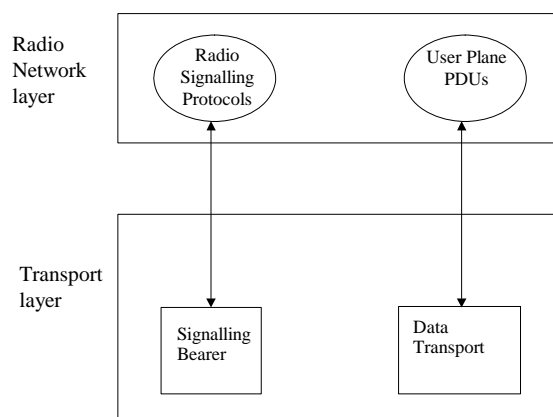 Radio
Network
layer
Radio
Signalling
Protocols
User Plane
PDUs
Transport
layer
Signalling
Bearer
Data
Transport